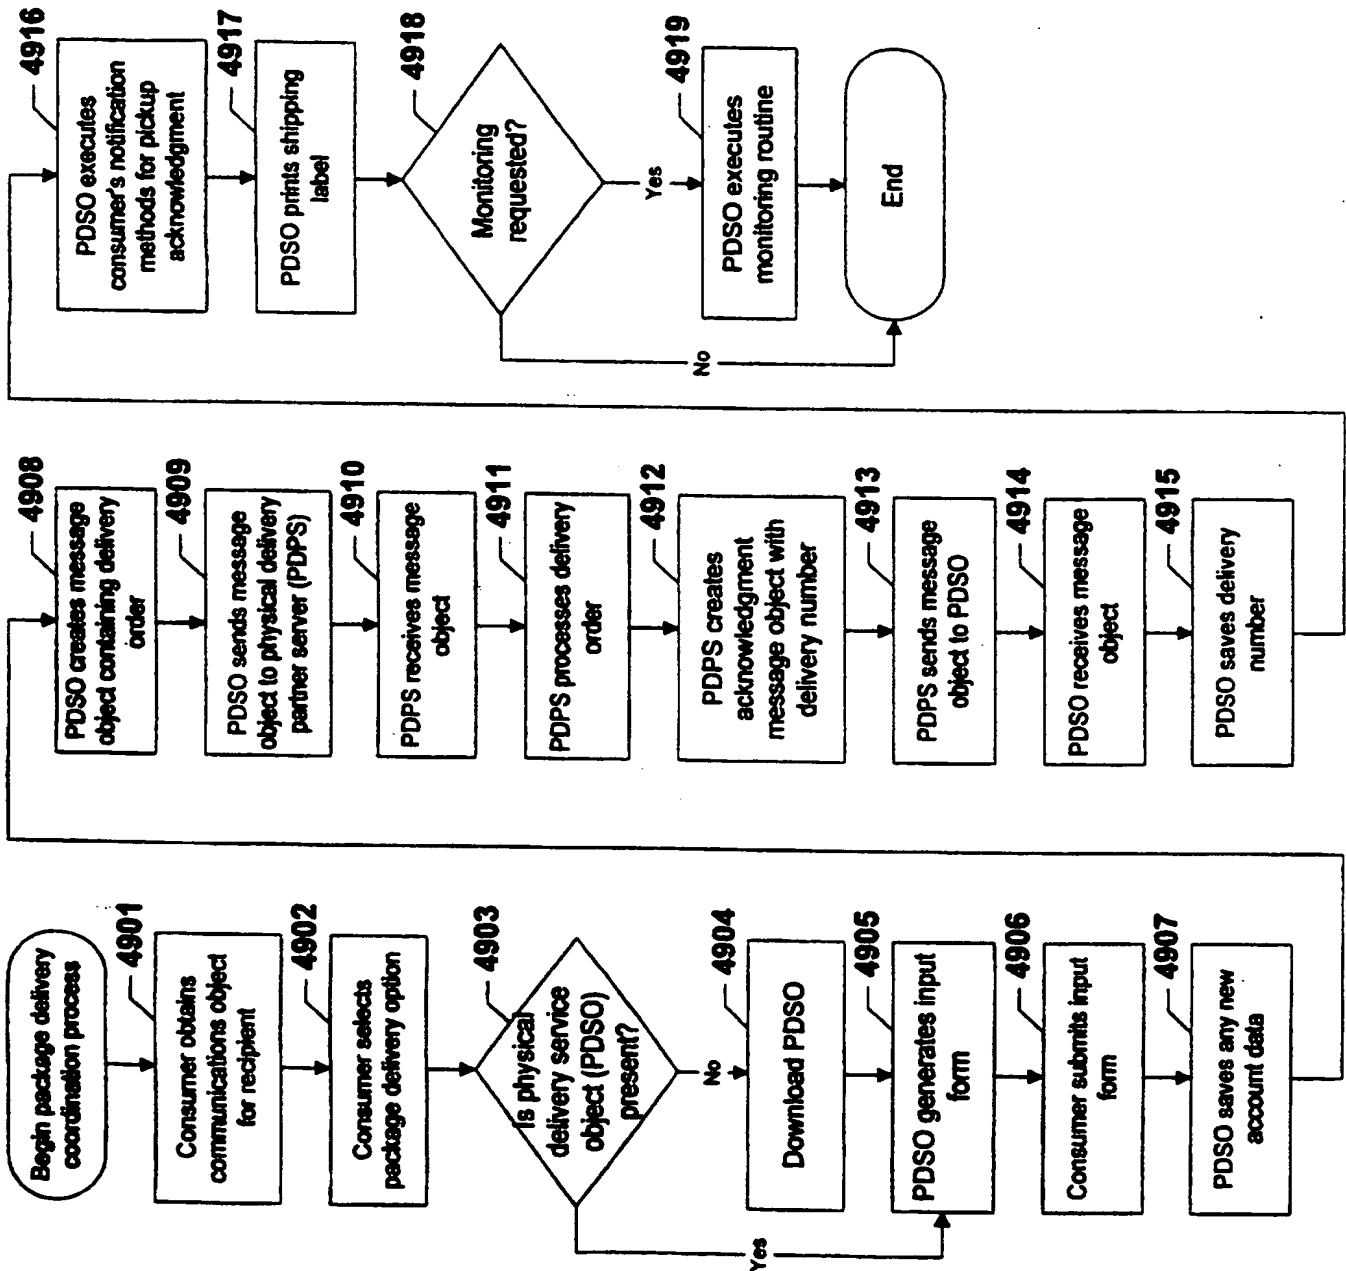 Begin package delivery
coordination process
4901
Consumer obtains
communications object
for recipient
4902
Consumer selects
package delivery option
4903
Is physical
delivery service
object (PDSO)
present?
Yes
No
4904
Download PDSO
4905
PDSO generates input
form
4906
Consumer submits input
form
4907
PDSO saves any new
account data
4908
PDSO creates message
object containing delivery
order
4909
PDSO sends message
object to physical delivery
partner server (PDPS)
4910
PDPS receives message
object
4911
PDPS processes delivery
order
4912
PDPS creates
acknowledgment
message object with
delivery number
4913
PDPS sends message
object to PDSO
4914
PDSO receives message
object
4915
PDSO saves delivery
number
4916
PDSO executes
consumer's notification
methods for pickup
acknowledgment
4917
PDSO prints shipping
label
4918
Monitoring
requested?
No
Yes
4919
PDSO executes
monitoring routine
End